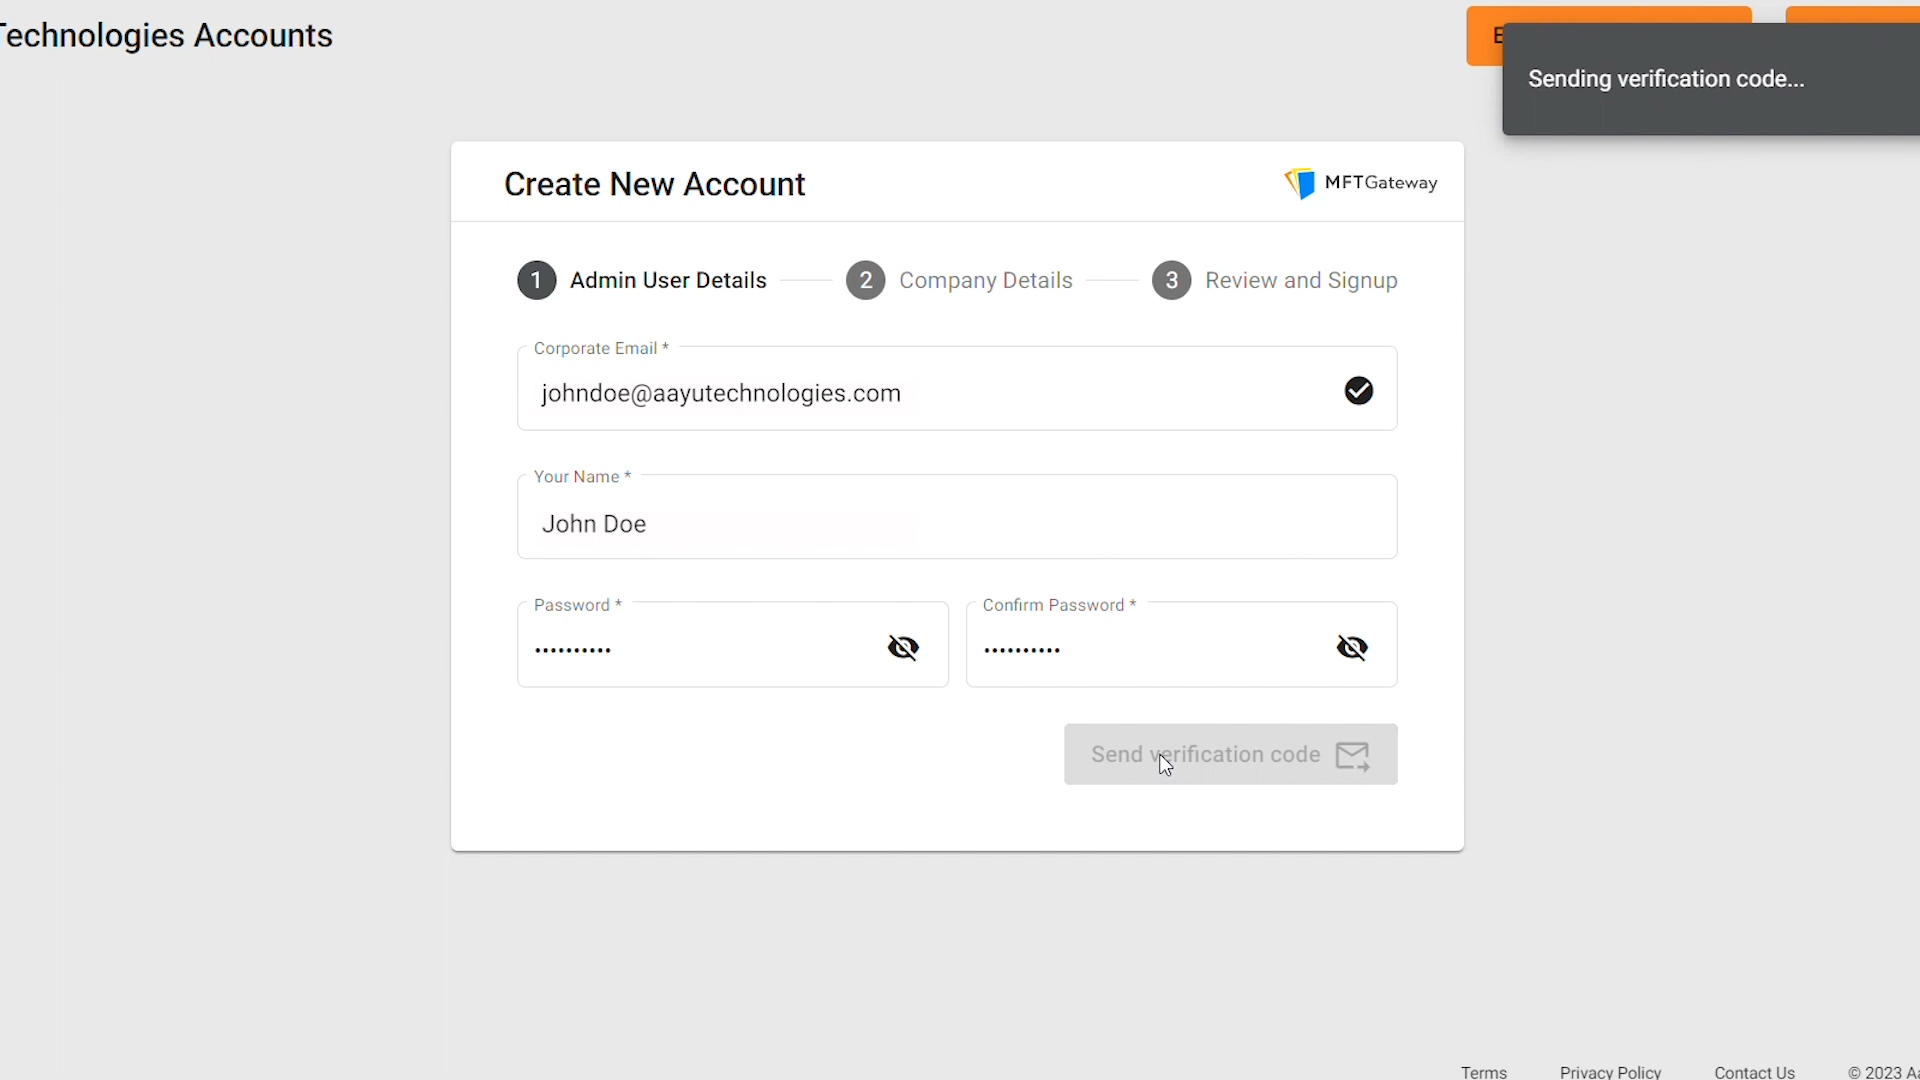 Technologies Accounts
Sending verification code...
Create New Account
MFTGateway
1 Admin User Details 2 Company Details 3 Review and Signup
Corporate Email *
johndoe@aayutechnologies.com
Your Name *
John Doe
Password * Confirm Password *
•••••••••• ••••••••••
Send verification code
Terms Privacy Policy Contact Us © 2023